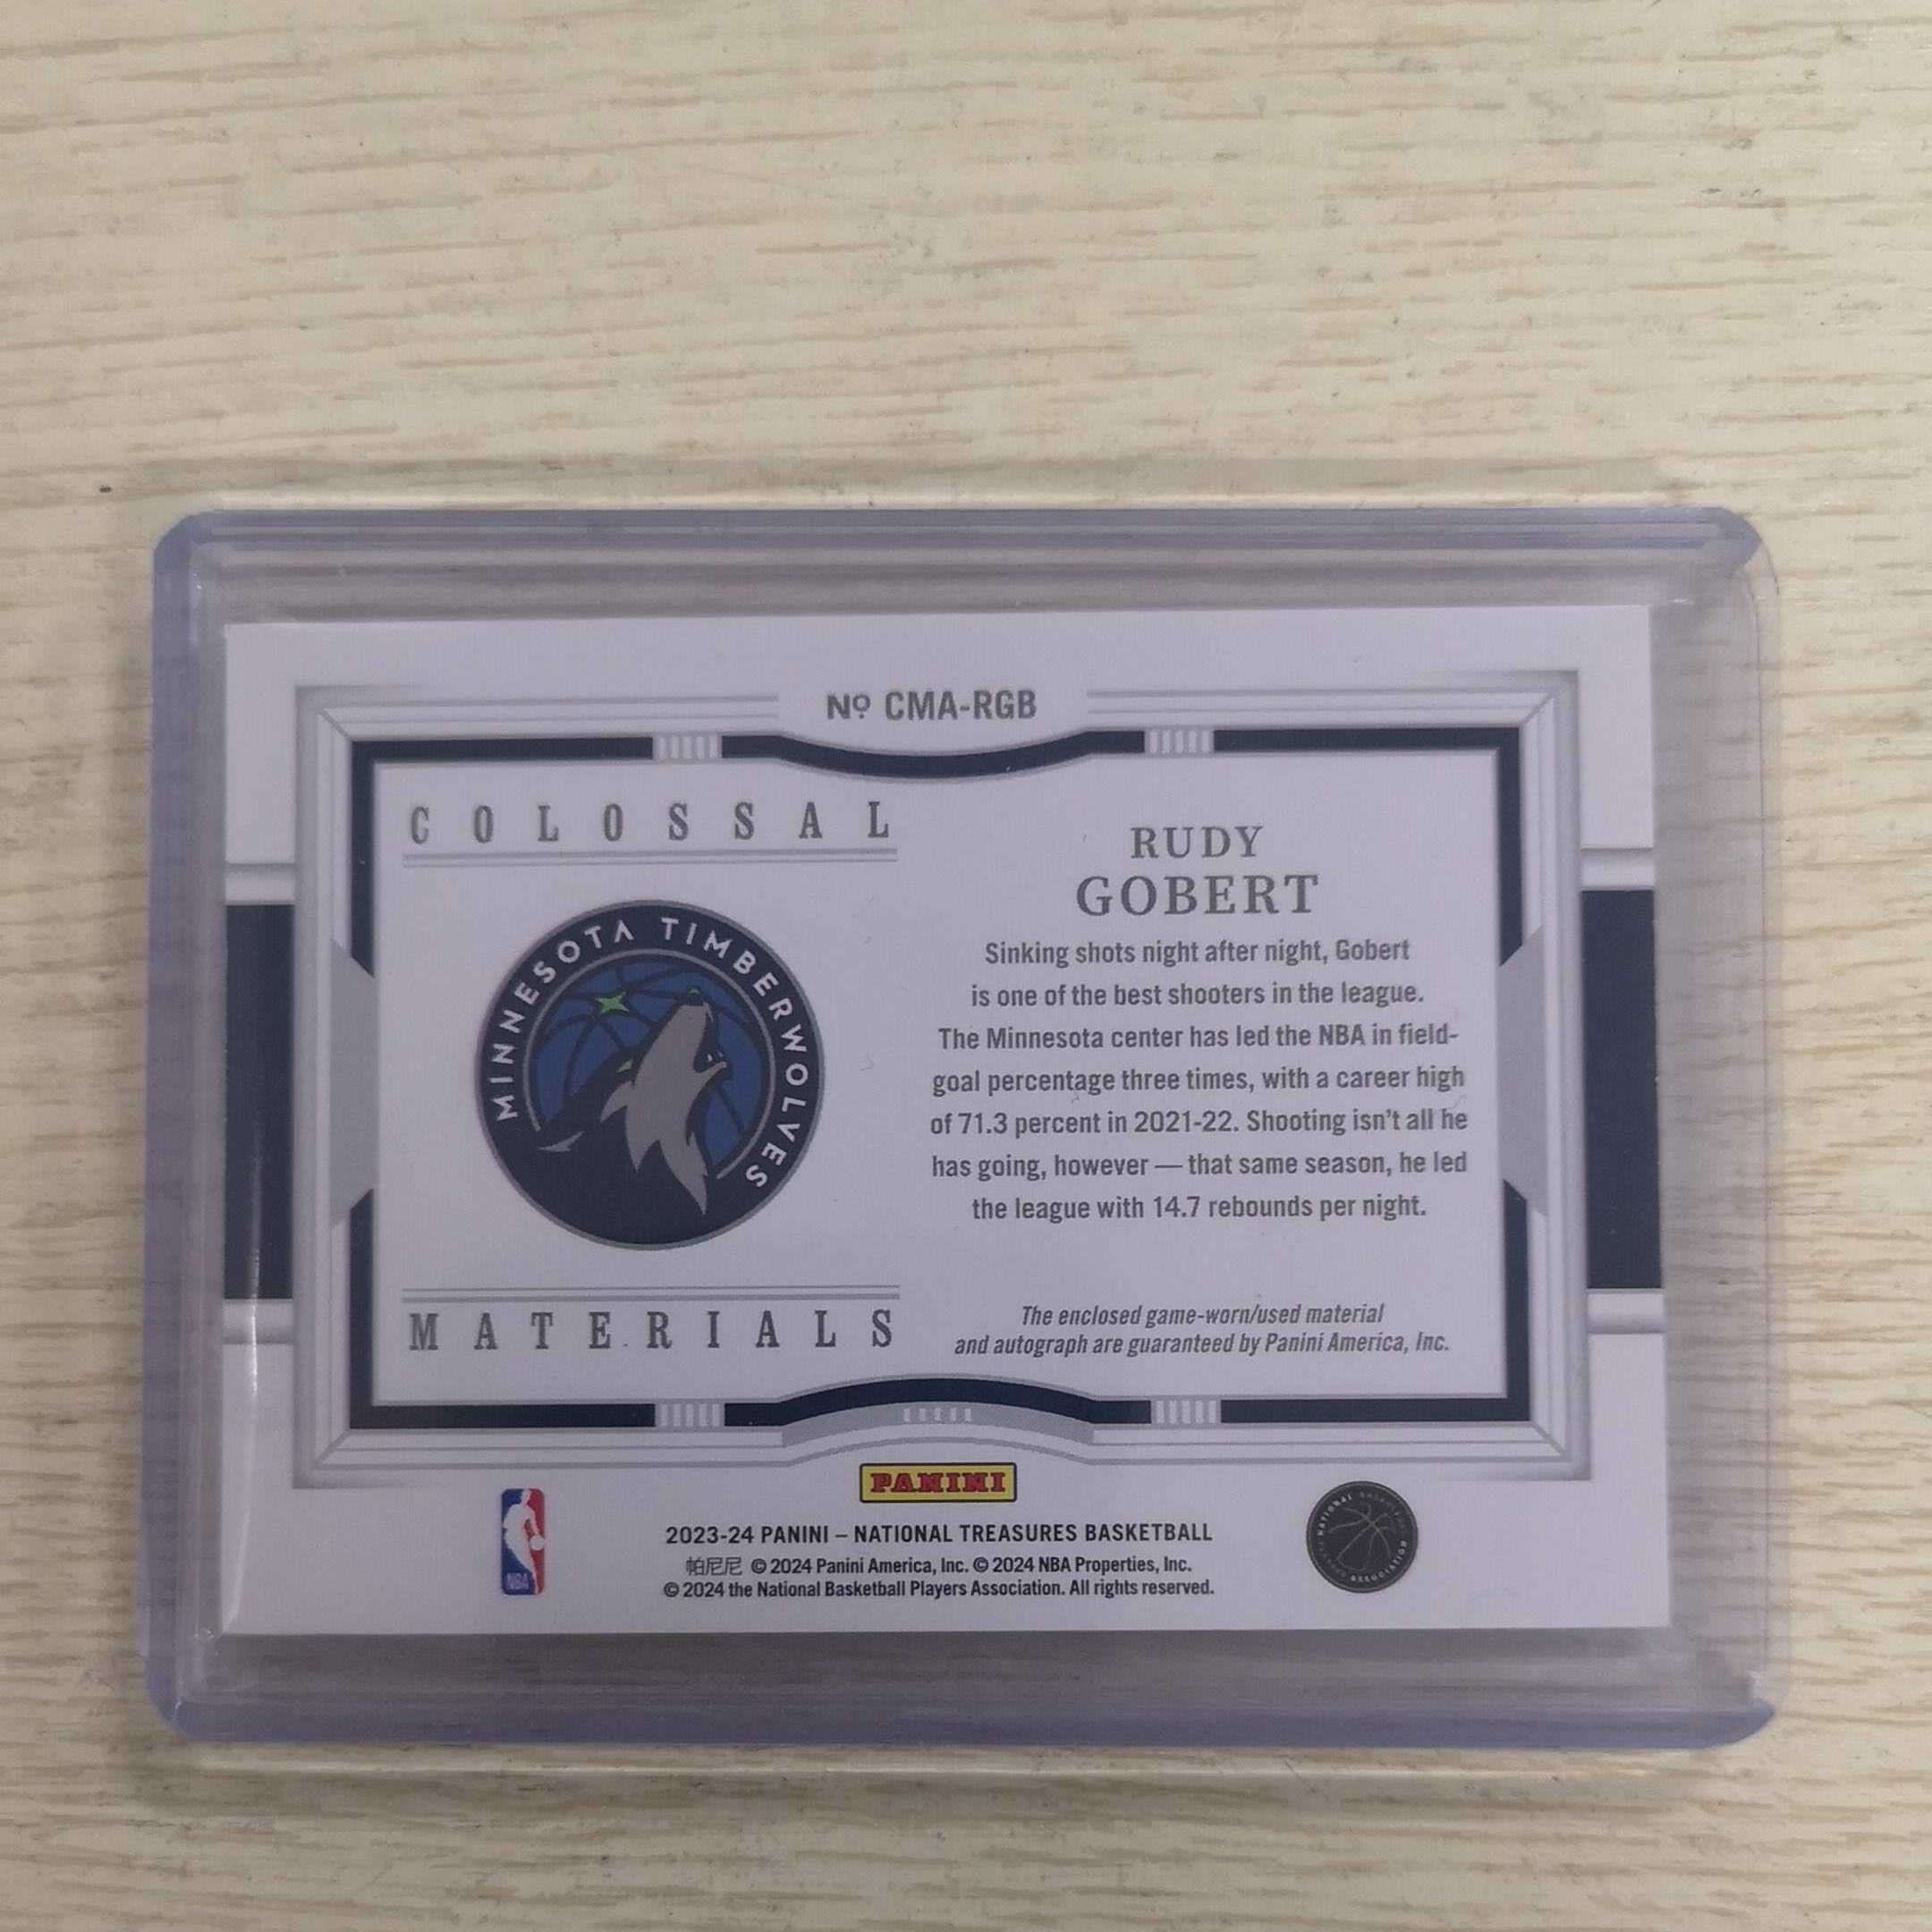 Nº CMA-RGB
COLOSSAL
MINNESOTA TIMBERWOLVES
MATERIALS
RUDY
GOBERT
Sinking shots night after night, Gobert
is one of the best shooters in the league.
The Minnesota center has led the NBA in field-
goal percentage three times, with a career high
of 71.3 percent in 2021-22. Shooting isn't all he
has going, however — that same season, he led
the league with 14.7 rebounds per night.
The enclosed game-worn/used material
and autograph are guaranteed by Panini America, Inc.
PANINI
NBA
2023-24 PANINI – NATIONAL TREASURES BASKETBALL
帕尼尼 © 2024 Panini America, Inc. © 2024 NBA Properties, Inc.
© 2024 the National Basketball Players Association. All rights reserved.
NATIONAL BASKETBALL PLAYERS ASSOCIATION